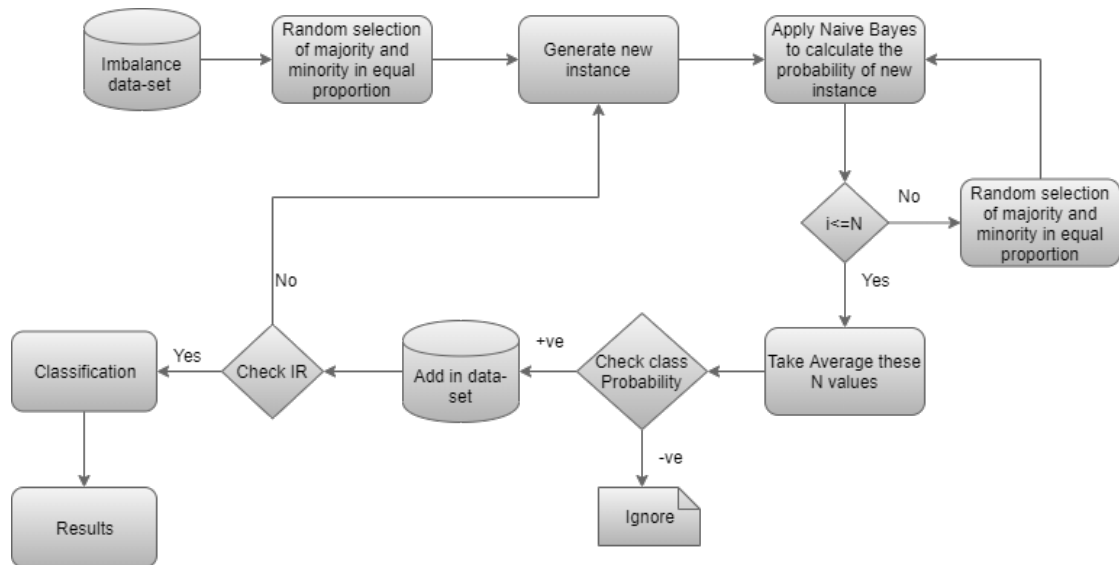 Imbalance
data-set
Random selection
of majority and
minority in equal
proportion
Generate new
instance
Apply Naive Bayes
to calculate the
probability of new
instance
i<=N
No
Random selection
of majority and
minority in equal
proportion
Yes
Take Average these
N values
Check class
Probability
+ve
-ve
Ignore
Add in data-
set
Check IR
No
Yes
Classification
Results